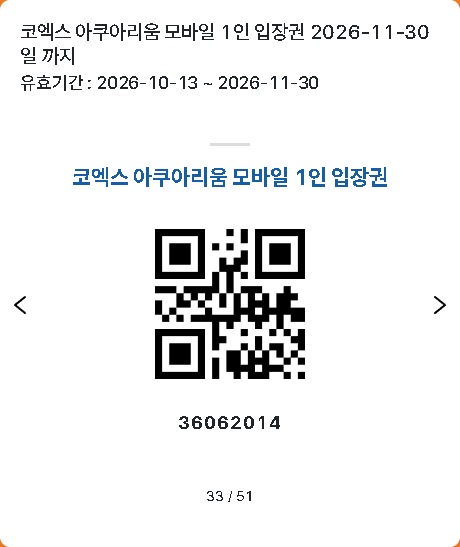 코엑스 아쿠아리움 모바일 1인 입장권 2026-11-30
일 까지
유효기간 : 2026-10-13 ~ 2026-11-30
코엑스 아쿠아리움 모바일 1인 입장권
36062014
33 / 51